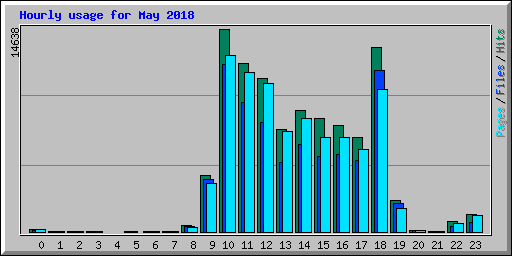 Hourly usage for May 2018
14638
Pages / Files / Hits
0 1 2 3 4 5 6 7 8 9 10 11 12 13 14 15 16 17 18 19 20 21 22 23